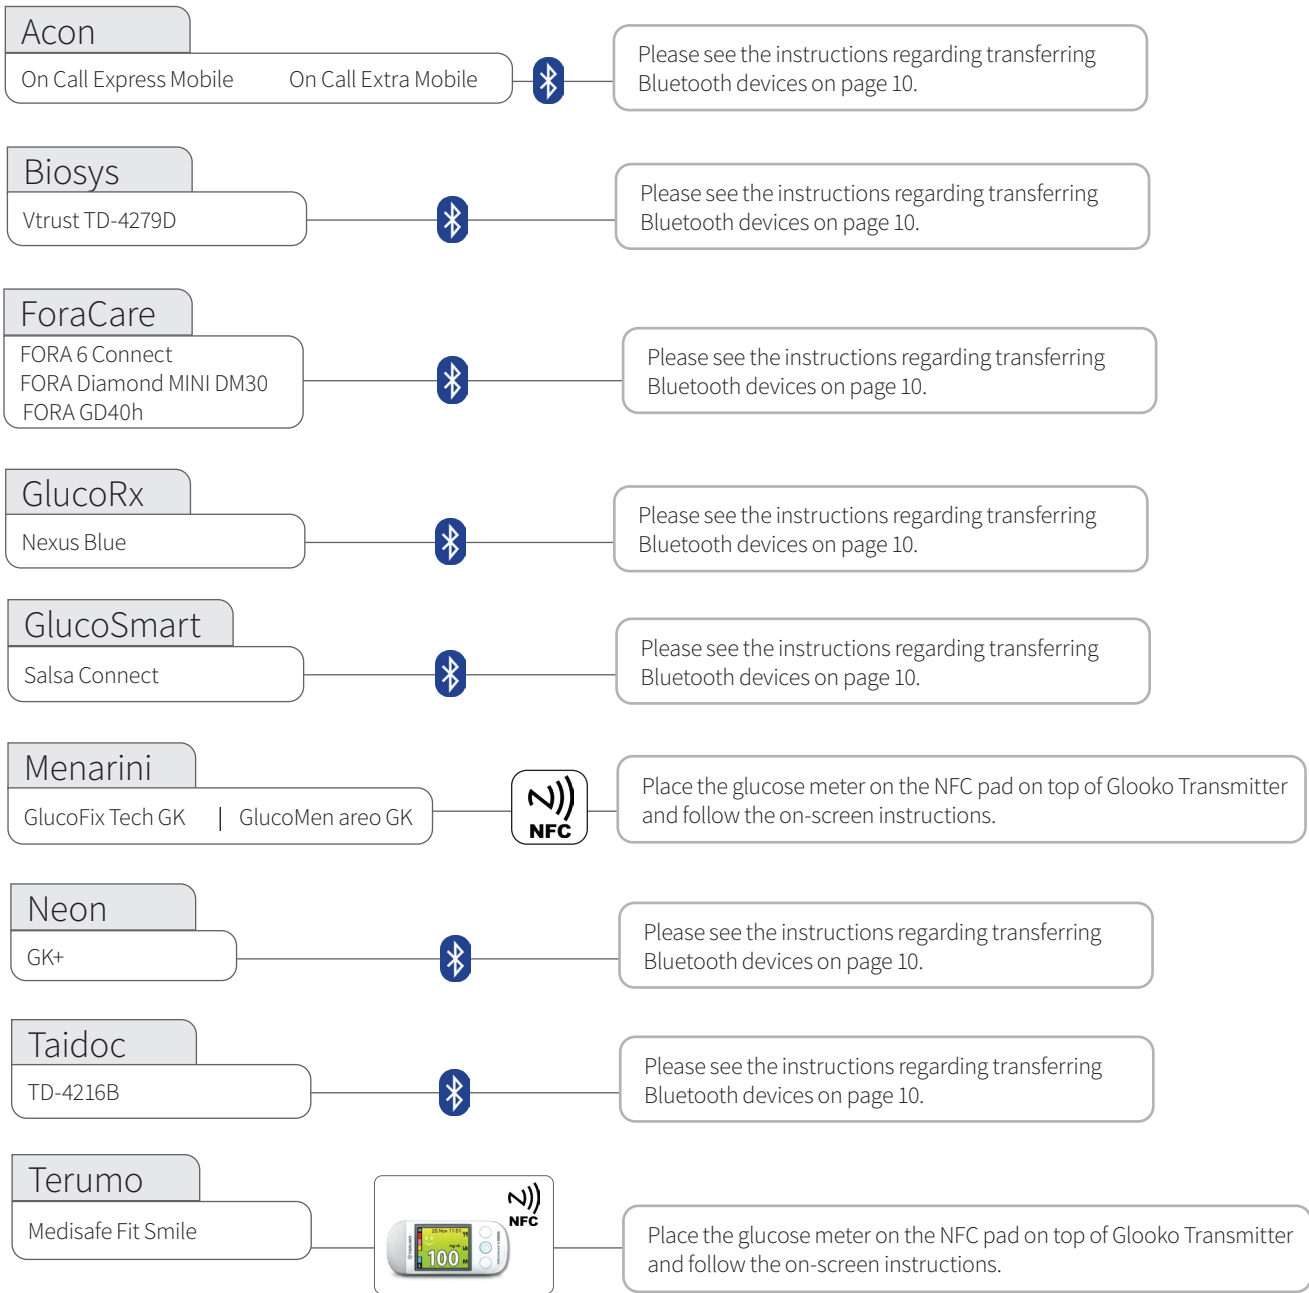 Acon
On Call Express Mobile On Call Extra Mobile
Please see the instructions regarding transferring
Bluetooth devices on page 10.
Biosys
Vtrust TD-4279D
Please see the instructions regarding transferring
Bluetooth devices on page 10.
ForaCare
FORA 6 Connect
FORA Diamond MINI DM30
FORA GD40h
Please see the instructions regarding transferring
Bluetooth devices on page 10.
GlucoRx
Nexus Blue
Please see the instructions regarding transferring
Bluetooth devices on page 10.
GlucoSmart
Salsa Connect
Please see the instructions regarding transferring
Bluetooth devices on page 10.
Menarini
GlucoFix Tech GK | GlucoMen areo GK
NFC
Place the glucose meter on the NFC pad on top of Glooko Transmitter
and follow the on-screen instructions.
Neon
GK+
Please see the instructions regarding transferring
Bluetooth devices on page 10.
Taidoc
TD-4216B
Please see the instructions regarding transferring
Bluetooth devices on page 10.
Terumo
Medisafe Fit Smile
NFC
25 Nov 11:57
100
TERUMO
Place the glucose meter on the NFC pad on top of Glooko Transmitter
and follow the on-screen instructions.